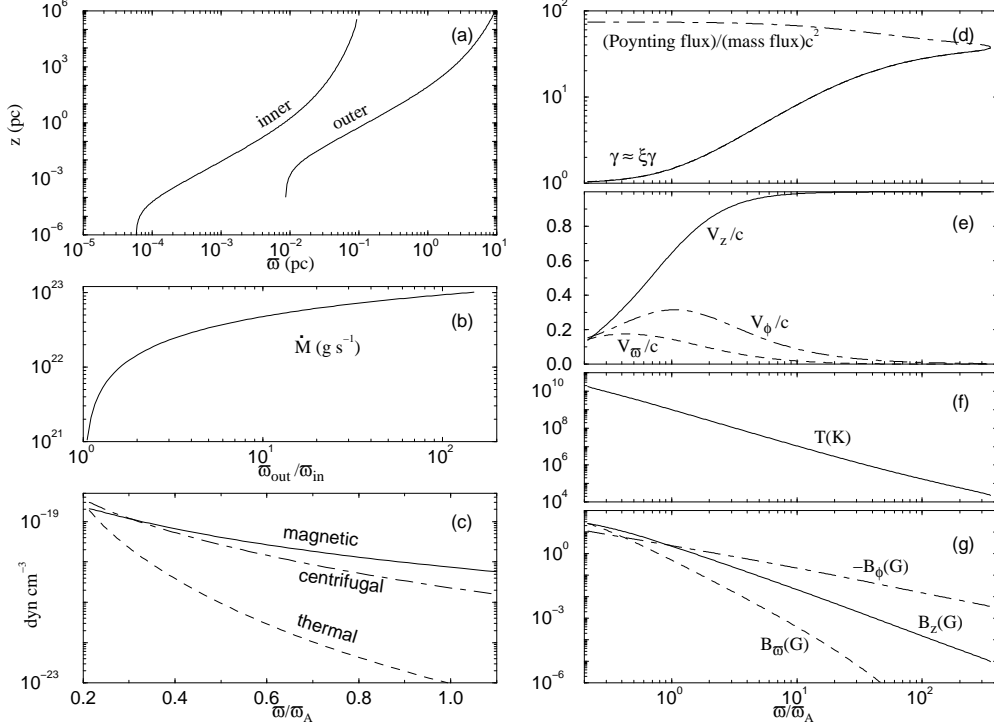 (a)
10^6
10^3
10^0
10^-3
10^-6
z (pc)
inner
outer
10^-5
10^-4
10^-3
10^-2
10^-1
10^0
10^1
ϖ (pc)
(b)
10^23
10^22
10^21
Ṁ (g s^-1)
10^0
10^1
10^2
ϖ_out/ϖ_in
(c)
10^-19
10^-23
dyn cm^-3
magnetic
centrifugal
thermal
0.2
0.4
0.6
0.8
1.0
ϖ/ϖ_A
(d)
10^2
10^1
10^0
(Poynting flux)/(mass flux)c^2
γ ≈ ξγ
(e)
0.8
0.6
0.4
0.2
0.0
V_z/c
V_ϕ/c
V_ϖ/c
(f)
10^10
10^8
10^6
10^4
T(K)
(g)
10^0
10^-3
10^-6
−B_ϕ(G)
B_z(G)
B_ϖ(G)
10^0
10^1
10^2
ϖ/ϖ_A